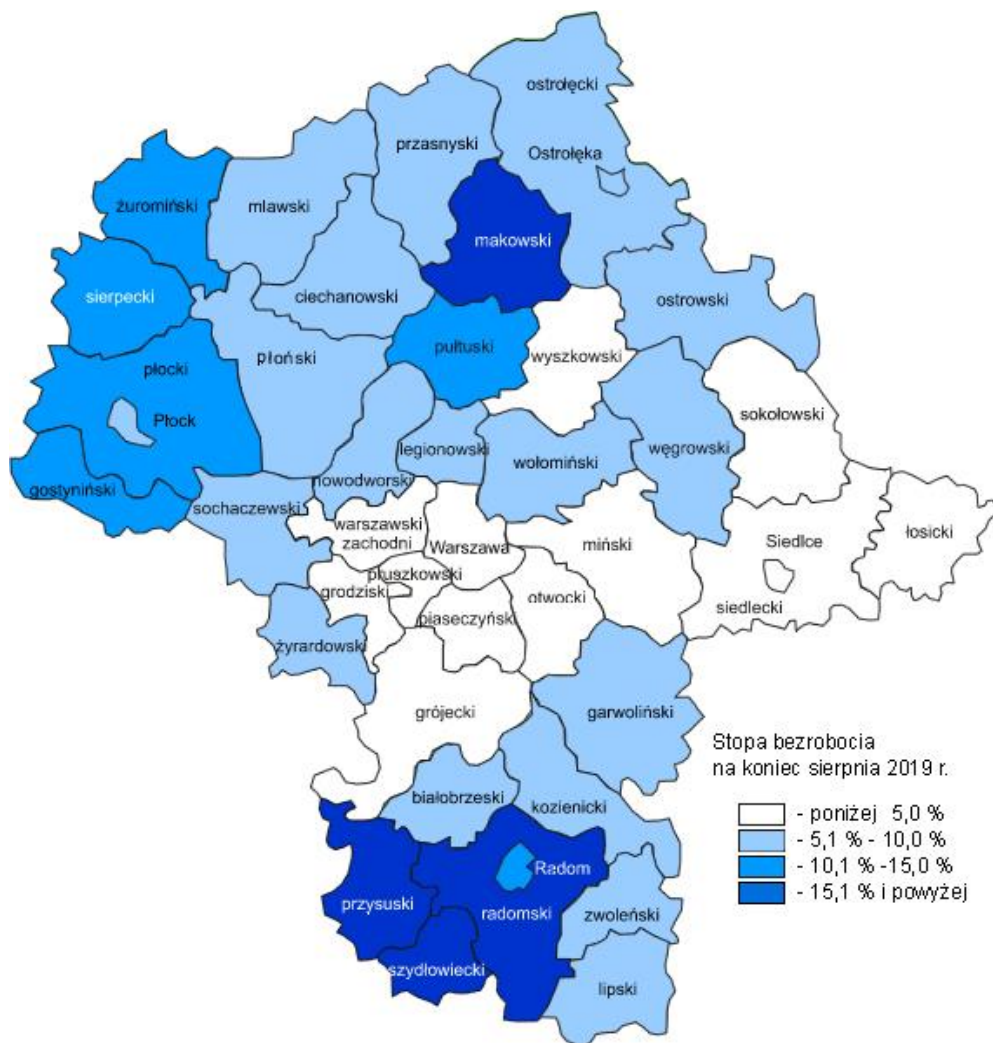 ostrołęcki
przasnyski
Ostrołęka
żuromiński
mlawski
makowski
sierpecki
ciechanowski
ostrowski
płoński
pułtuski
wyszkowski
płocki
Płock
sokołowski
legionowski
wołomiński
węgrowski
nowodworski
gostyniński
sochaczewski
warszawski
zachodni
Warszawa
miński
Siedlce
łosicki
pruszkowski
grodziski
otwocki
siedlecki
piaseczyński
żyrardowski
grójecki
garwoliński
Stopa bezrobocia
na koniec sierpnia 2019 r.
białobrzeski
kozienicki
- poniżej 5,0 %
- 5,1 % - 10,0 %
- 10,1 % -15,0 %
- 15,1 % i powyżej
Radom
przysuski
radomski
zwoleński
szydłowiecki
lipski